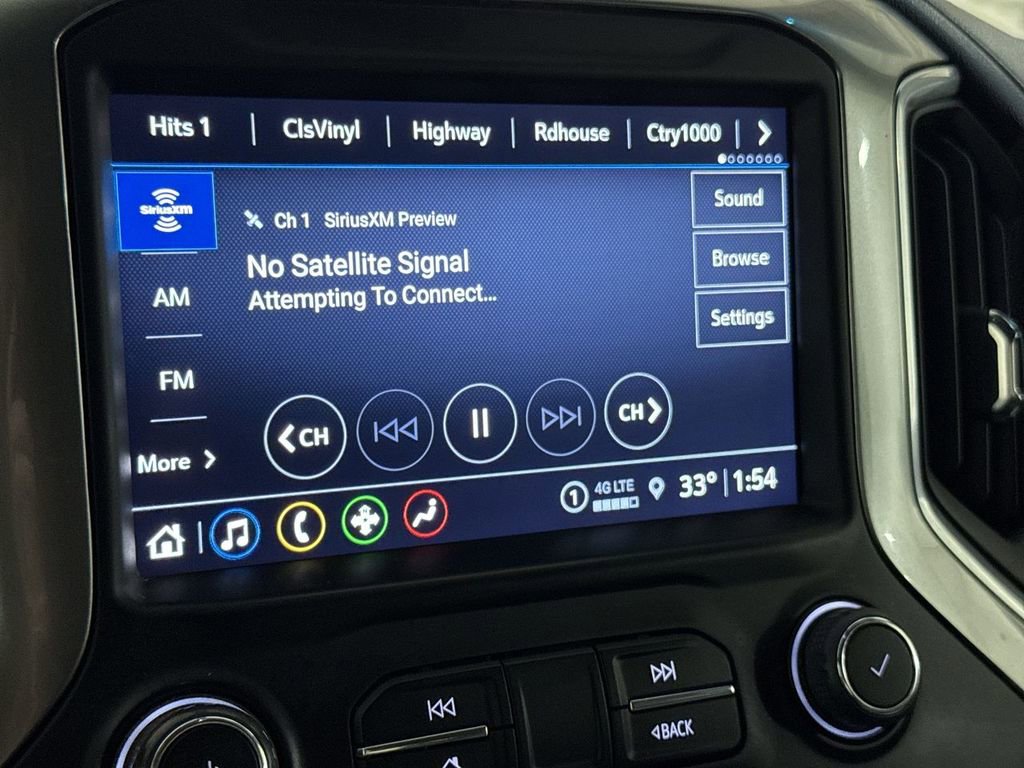 Hits 1 | ClsVinyl | Highway | Rdhouse | Ctry1000
SiriusXM
Ch 1 SiriusXM Preview
No Satellite Signal
Attempting To Connect...
Sound
Browse
Settings
AM
FM
More
CH
CH
1 4G LTE 33° 1:54
BACK